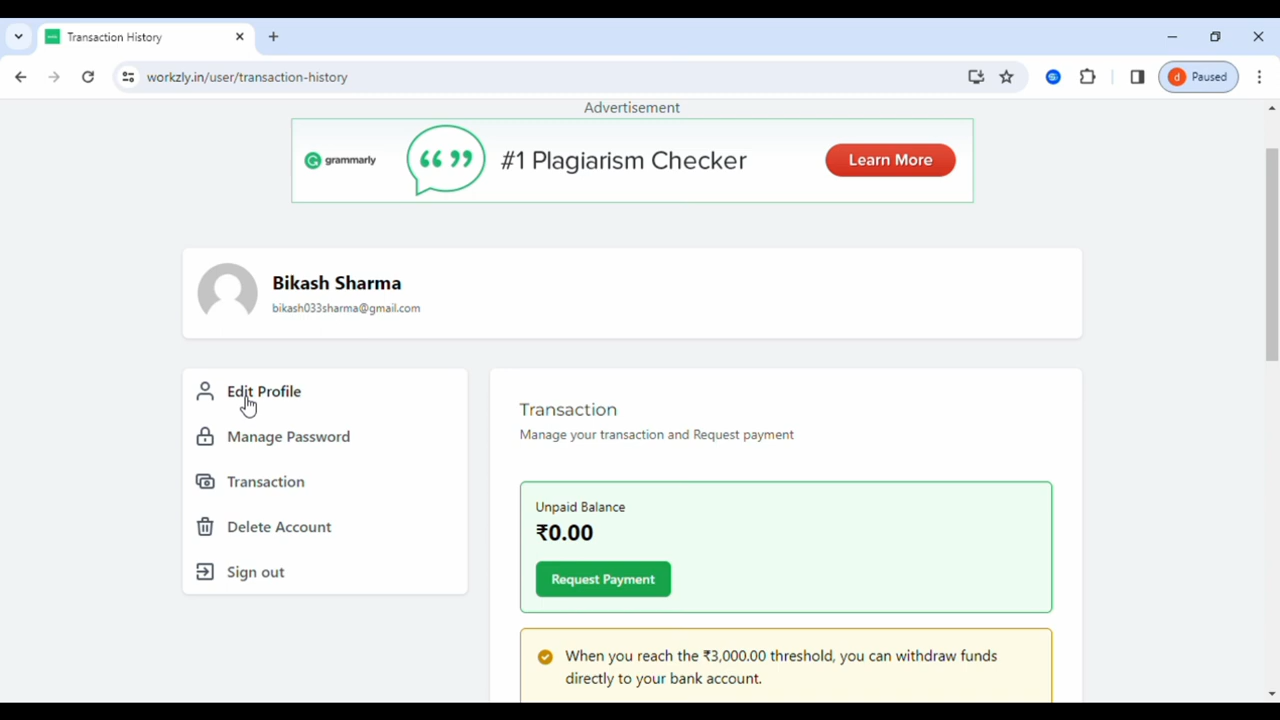 Transaction History
workzly.in/user/transaction-history
d Paused
Advertisement
grammarly
#1 Plagiarism Checker
Learn More
Bikash Sharma
bikash033sharma@gmail.com
Edit Profile
Manage Password
Transaction
Delete Account
Sign out
Transaction
Manage your transaction and Request payment
Unpaid Balance
₹0.00
Request Payment
When you reach the ₹3,000.00 threshold, you can withdraw funds
directly to your bank account.